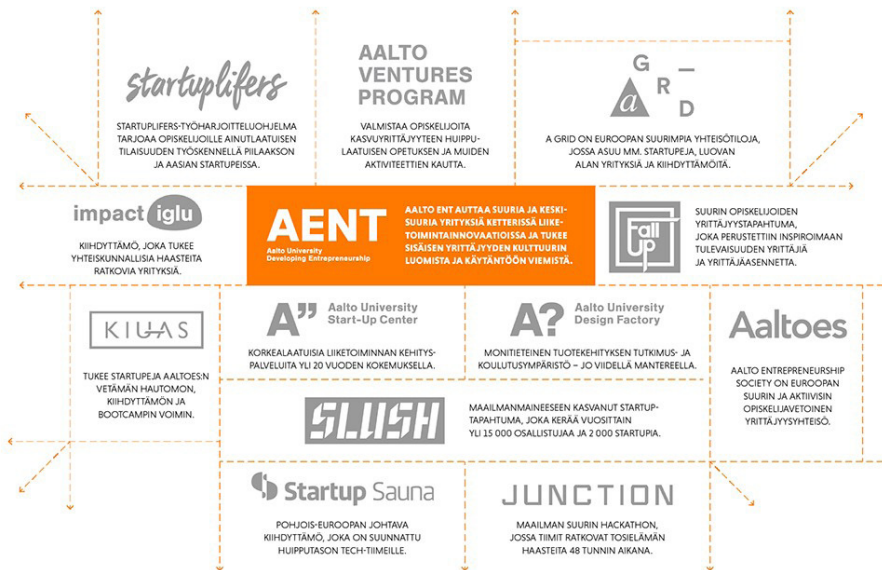 startuplifers
STARTUPLIFERS-TYÖHARJOITTELUOHJELMA
TARJOAA OPISKELIJOILLE AINUTLAATUISEN
TILAISUUDEN TYÖSKENNELLÄ PIILAAKSON
JA AASIAN STARTUPEISSA.
AALTO
VENTURES
PROGRAM
VALMISTAA OPISKELIJOITA
KASVUYRITTÄJYYTEEN HUIPPU-
LAATUISEN OPETUKSEN JA MUIDEN
AKTIVITEETTIEN KAUTTA.
a G R – D
A GRID ON EUROOPAN SUURIMPIA YHTEISÖTILOJA,
JOSSA ASUU MM. STARTUPEJA, LUOVAN
ALAN YRITYKSIÄ JA KIIHDYTTÄMÖITÄ.
impact iglu
KIIHDYTTÄMÖ, JOKA TUKEE
YHTEISKUNNALLISIA HAASTEITA
RATKOVIA YRITYKSIÄ.
AENT
Aalto University
Developing Entrepreneurship
AALTO ENT AUTTAA SUURIA JA KESKI-
SUURIA YRITYKSIÄ KETTERISSÄ LIIKE-
TOIMINTAINNOVAATIOISSA JA TUKEE
SISÄISEN YRITTÄJYYDEN KULTTUURIN
LUOMISTA JA KÄYTÄNTÖÖN VIEMISTÄ.
Fall
Up
SUURIN OPISKELIJOIDEN
YRITTÄJYYSTAPAHTUMA,
JOKA PERUSTETTIIN INSPIROIMAAN
TULEVAISUUDEN YRITTÄJIÄ
JA YRITTÄJÄASENNETTA.
KIUAS
TUKEE STARTUPEJA AALTOES:N
VETÄMÄN HAUTOMON,
KIIHDYTTÄMÖN JA
BOOTCAMPIN VOIMIN.
A” Aalto University
Start-Up Center
KORKEALAATUISIA LIIKETOIMINNAN KEHITYS-
PALVELUITA YLI 20 VUODEN KOKEMUKSELLA.
A? Aalto University
Design Factory
MONITIETEINEN TUOTEKEHITYKSEN TUTKIMUS- JA
KOULUTUSYMPÄRISTÖ – JO VIIDELLÄ MANTEREELLA.
Aaltoes
AALTO ENTREPRENEURSHIP
SOCIETY ON EUROOPAN
SUURIN JA AKTIIVISIN
OPISKELIJAVETOINEN
YRITTÄJYYSYHTEISÖ.
SLUSH
MAAILMANMAINEESEEN KASVANUT STARTUP-
TAPAHTUMA, JOKA KERÄÄ VUOSITTAIN
YLI 15 000 OSALLISTUJAA JA 2 000 STARTUPIA.
Startup Sauna
POHJOIS-EUROOPAN JOHTAVA
KIIHDYTTÄMÖ, JOKA ON SUUNNATTU
HUIPPUTASON TECH-TIIMEILLE.
JUNCTION
MAAILMAN SUURIN HACKATHON,
JOSSA TIIMIT RATKOVAT TOSIELÄMÄN
HAASTEITA 48 TUNNIN AIKANA.